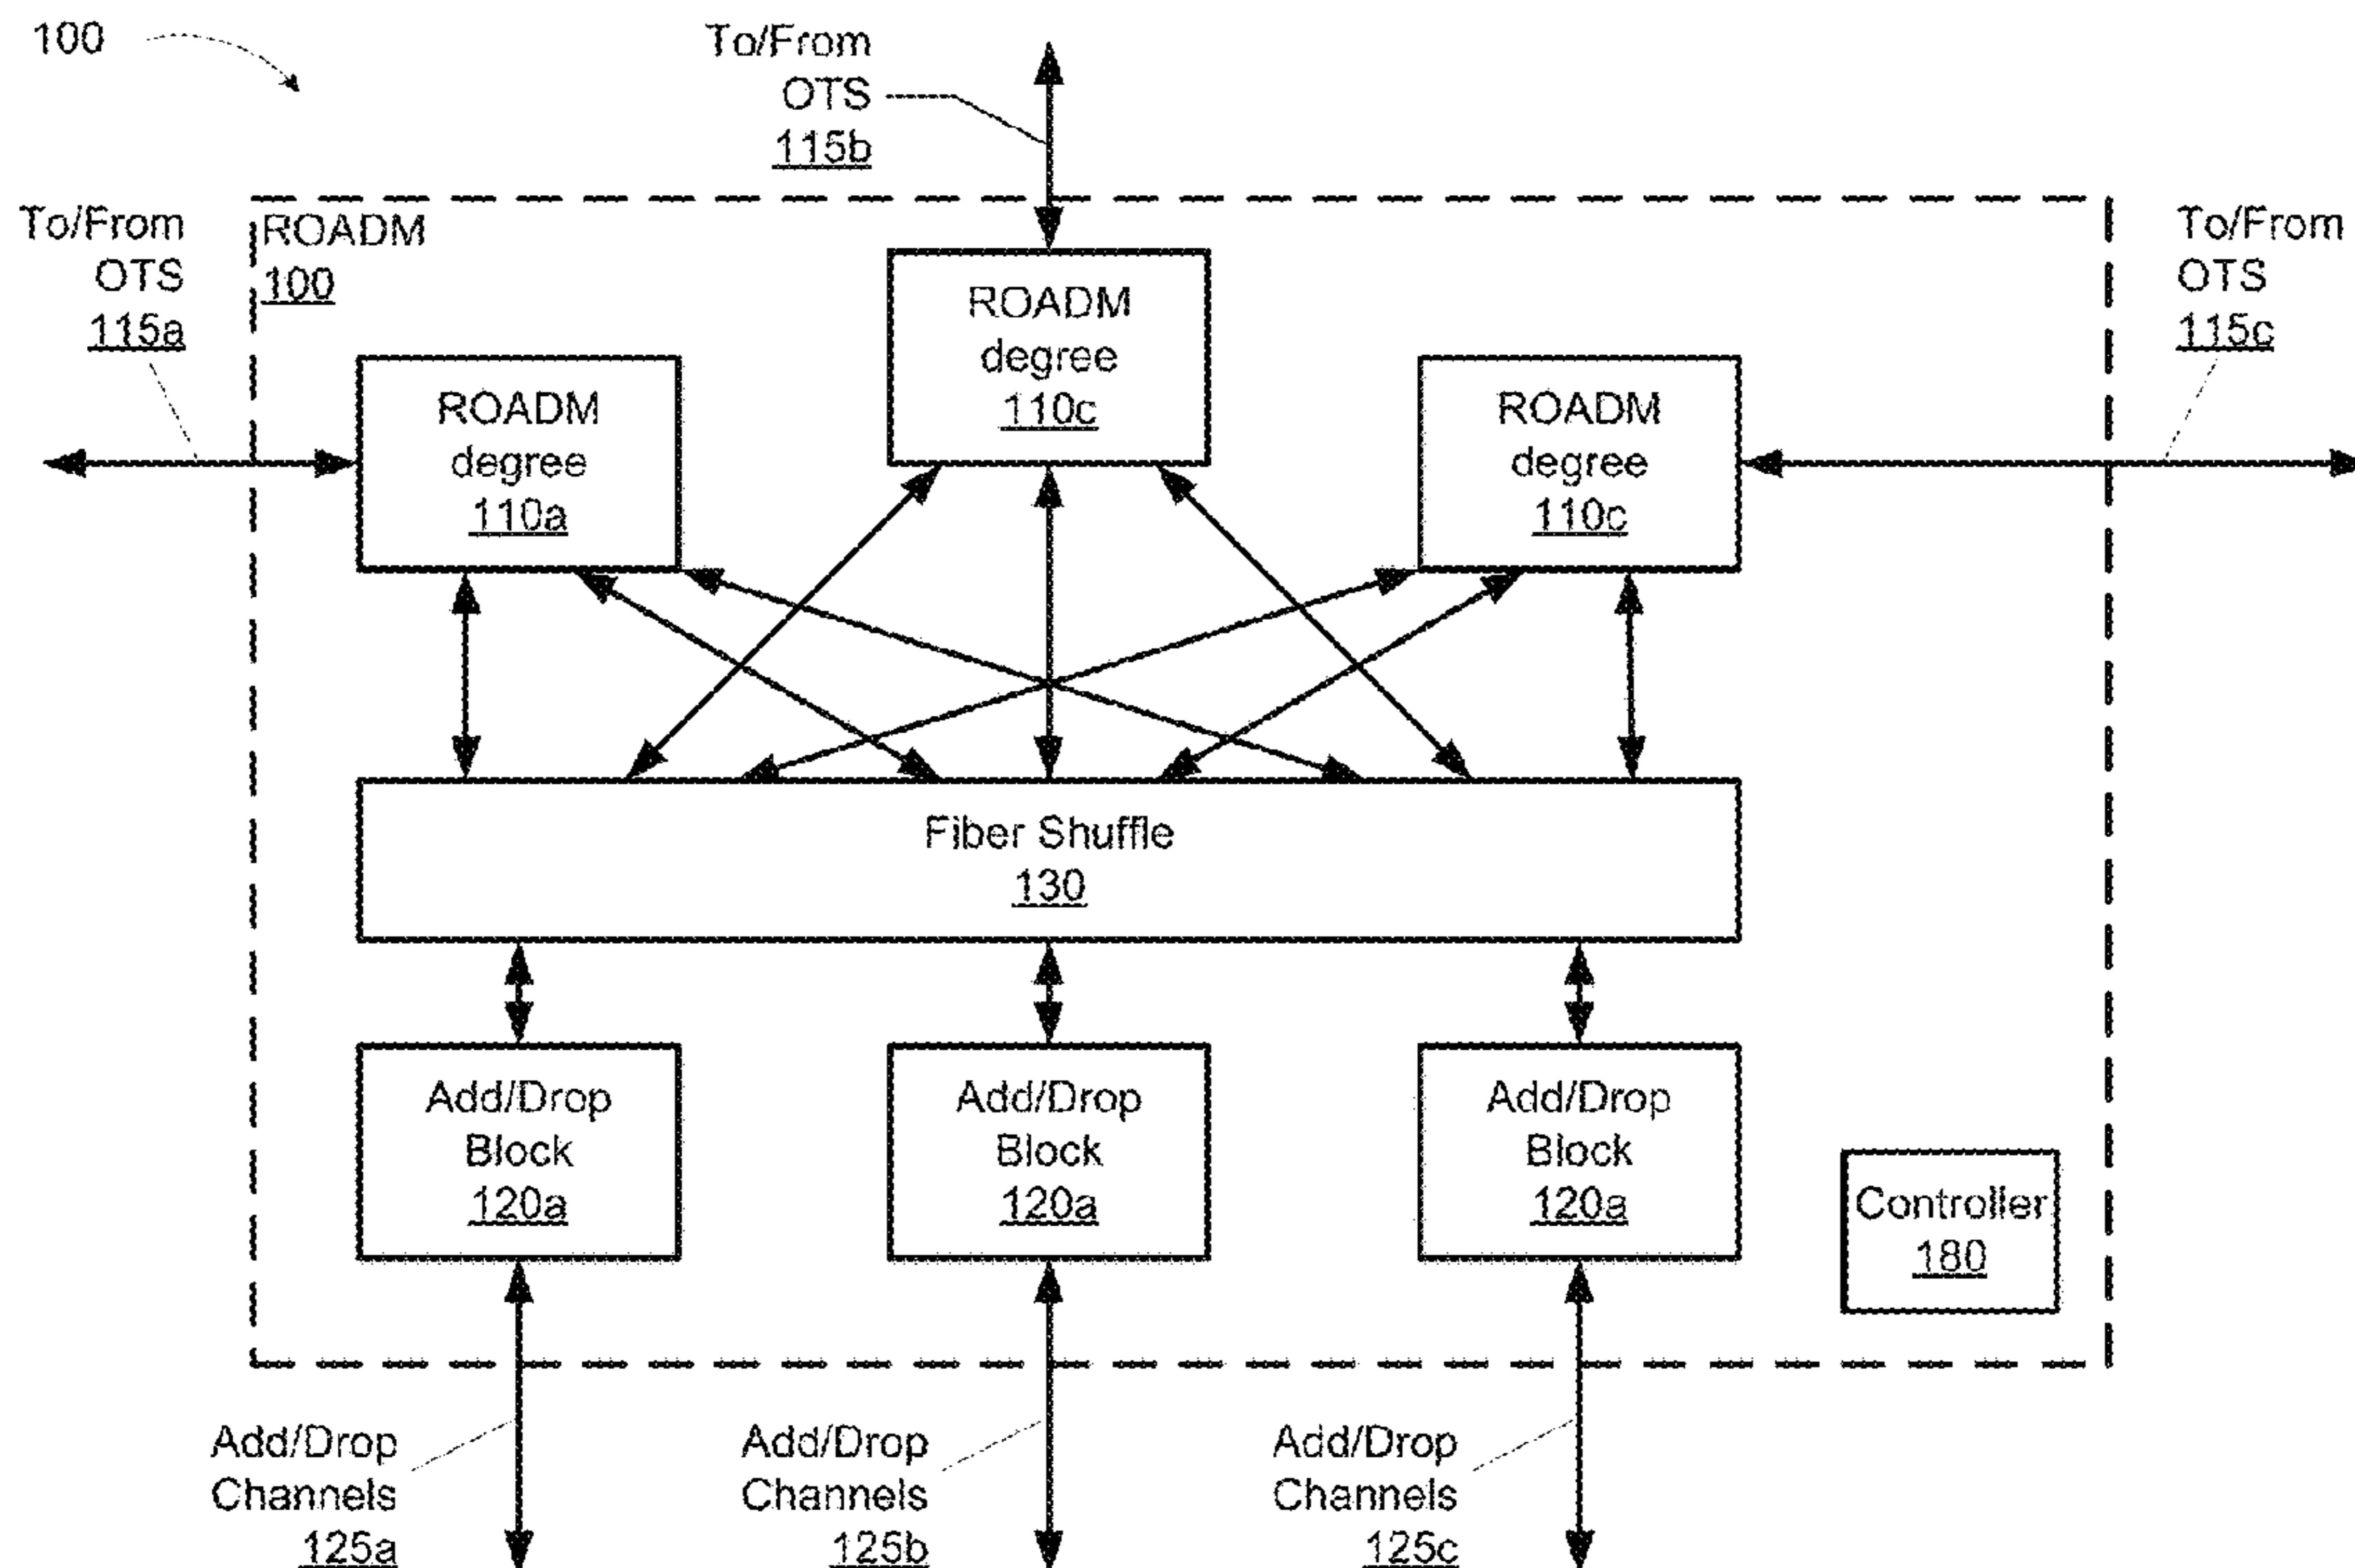 100
To/From
OTS
115b
To/From
OTS
115a
ROADM
100
To/From
OTS
115c
ROADM
degree
110c
ROADM
degree
110a
ROADM
degree
110c
Fiber Shuffle
130
Add/Drop
Block
120a
Add/Drop
Block
120a
Add/Drop
Block
120a
Controller
180
Add/Drop
Channels
125a
Add/Drop
Channels
125b
Add/Drop
Channels
125c